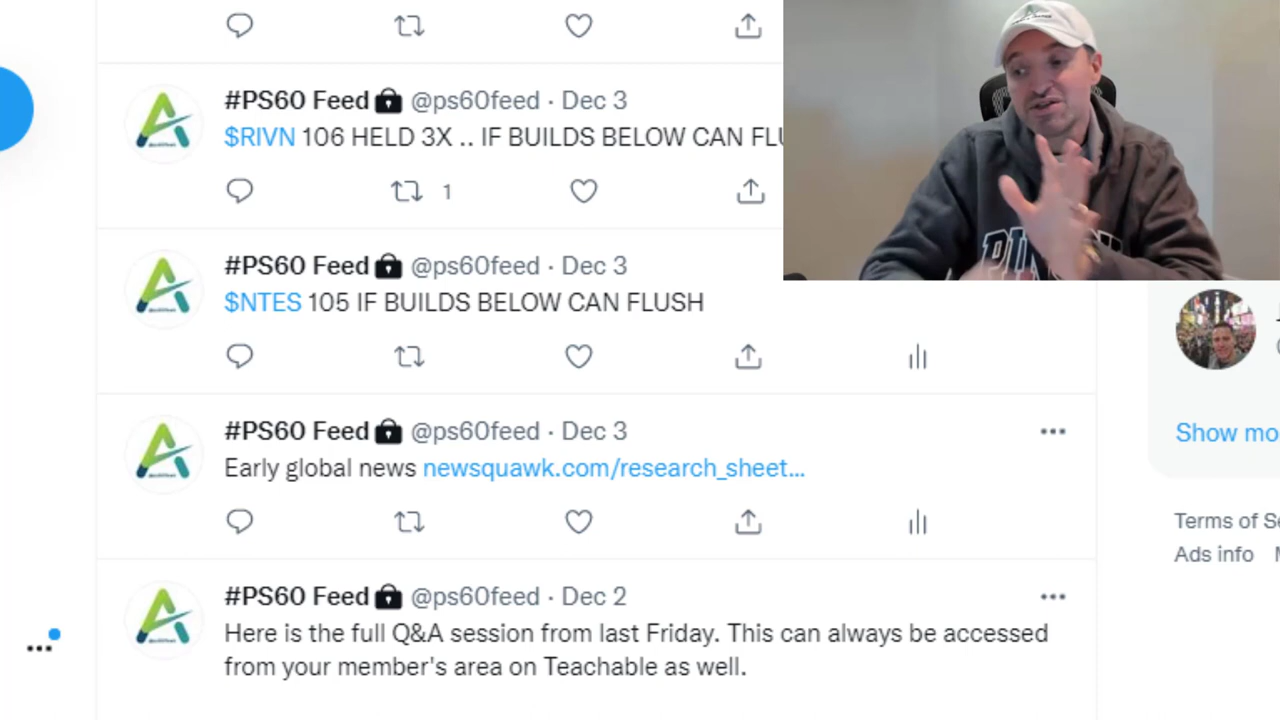 #PS60 Feed @ps60feed · Dec 3
$RIVN 106 HELD 3X .. IF BUILDS BELOW CAN FLU
1
#PS60 Feed @ps60feed · Dec 3
$NTES 105 IF BUILDS BELOW CAN FLUSH
#PS60 Feed @ps60feed · Dec 3
Early global news newsquawk.com/research_sheet...
#PS60 Feed @ps60feed · Dec 2
Here is the full Q&A session from last Friday. This can always be accessed
from your member's area on Teachable as well.
Show mo
Terms of Se
Ads info